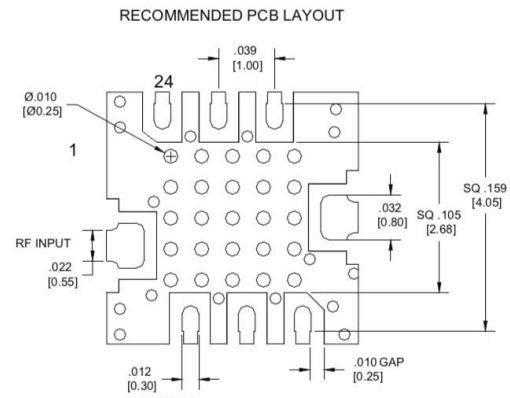 RECOMMENDED PCB LAYOUT
.039
[1.00]
24
Ø.010
[Ø0.25]
1
SQ .159
[4.05]
.032
[0.80]
SQ .105
[2.68]
RF INPUT
.022
[0.55]
.012
[0.30]
.010 GAP
[0.25]